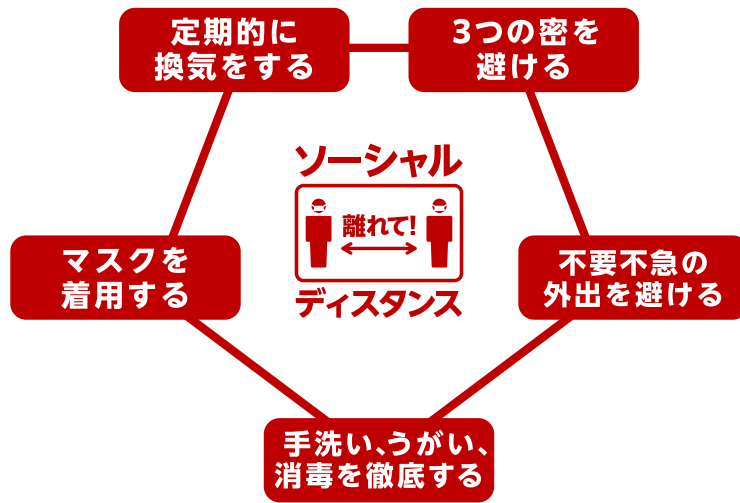 定期的に
換気をする
3つの密を
避ける
ソーシャル
離れて!
ディスタンス
マスクを
着用する
不要不急の
外出を避ける
手洗い、うがい、
消毒を徹底する